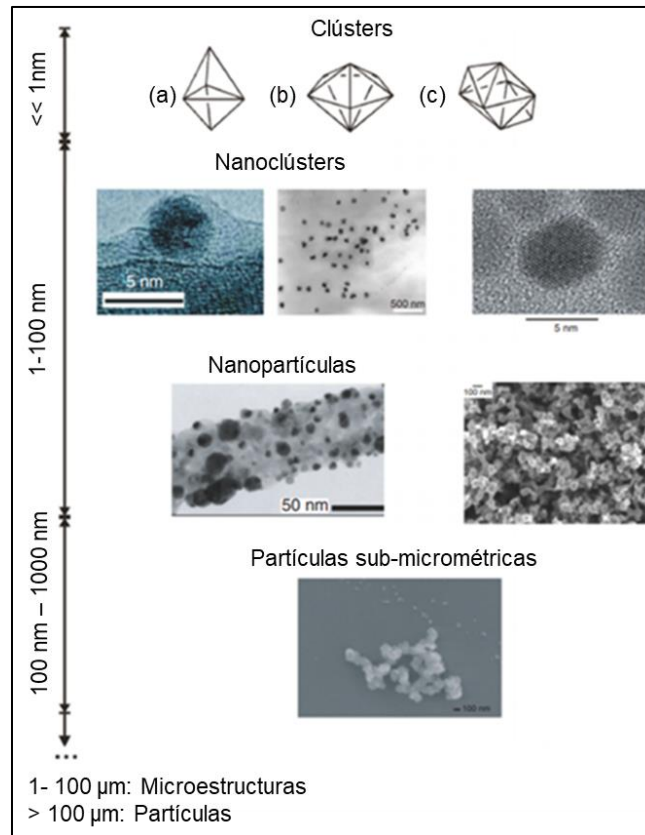 Clústers
<< 1nm
(a) (b) (c)
Nanoclústers
1-100 nm
5 nm
500 nm
5 nm
Nanopartículas
50 nm
100 nm
Partículas sub-micrométricas
100 nm – 1000 nm
100 nm
...
1- 100 µm: Microestructuras
> 100 µm: Partículas